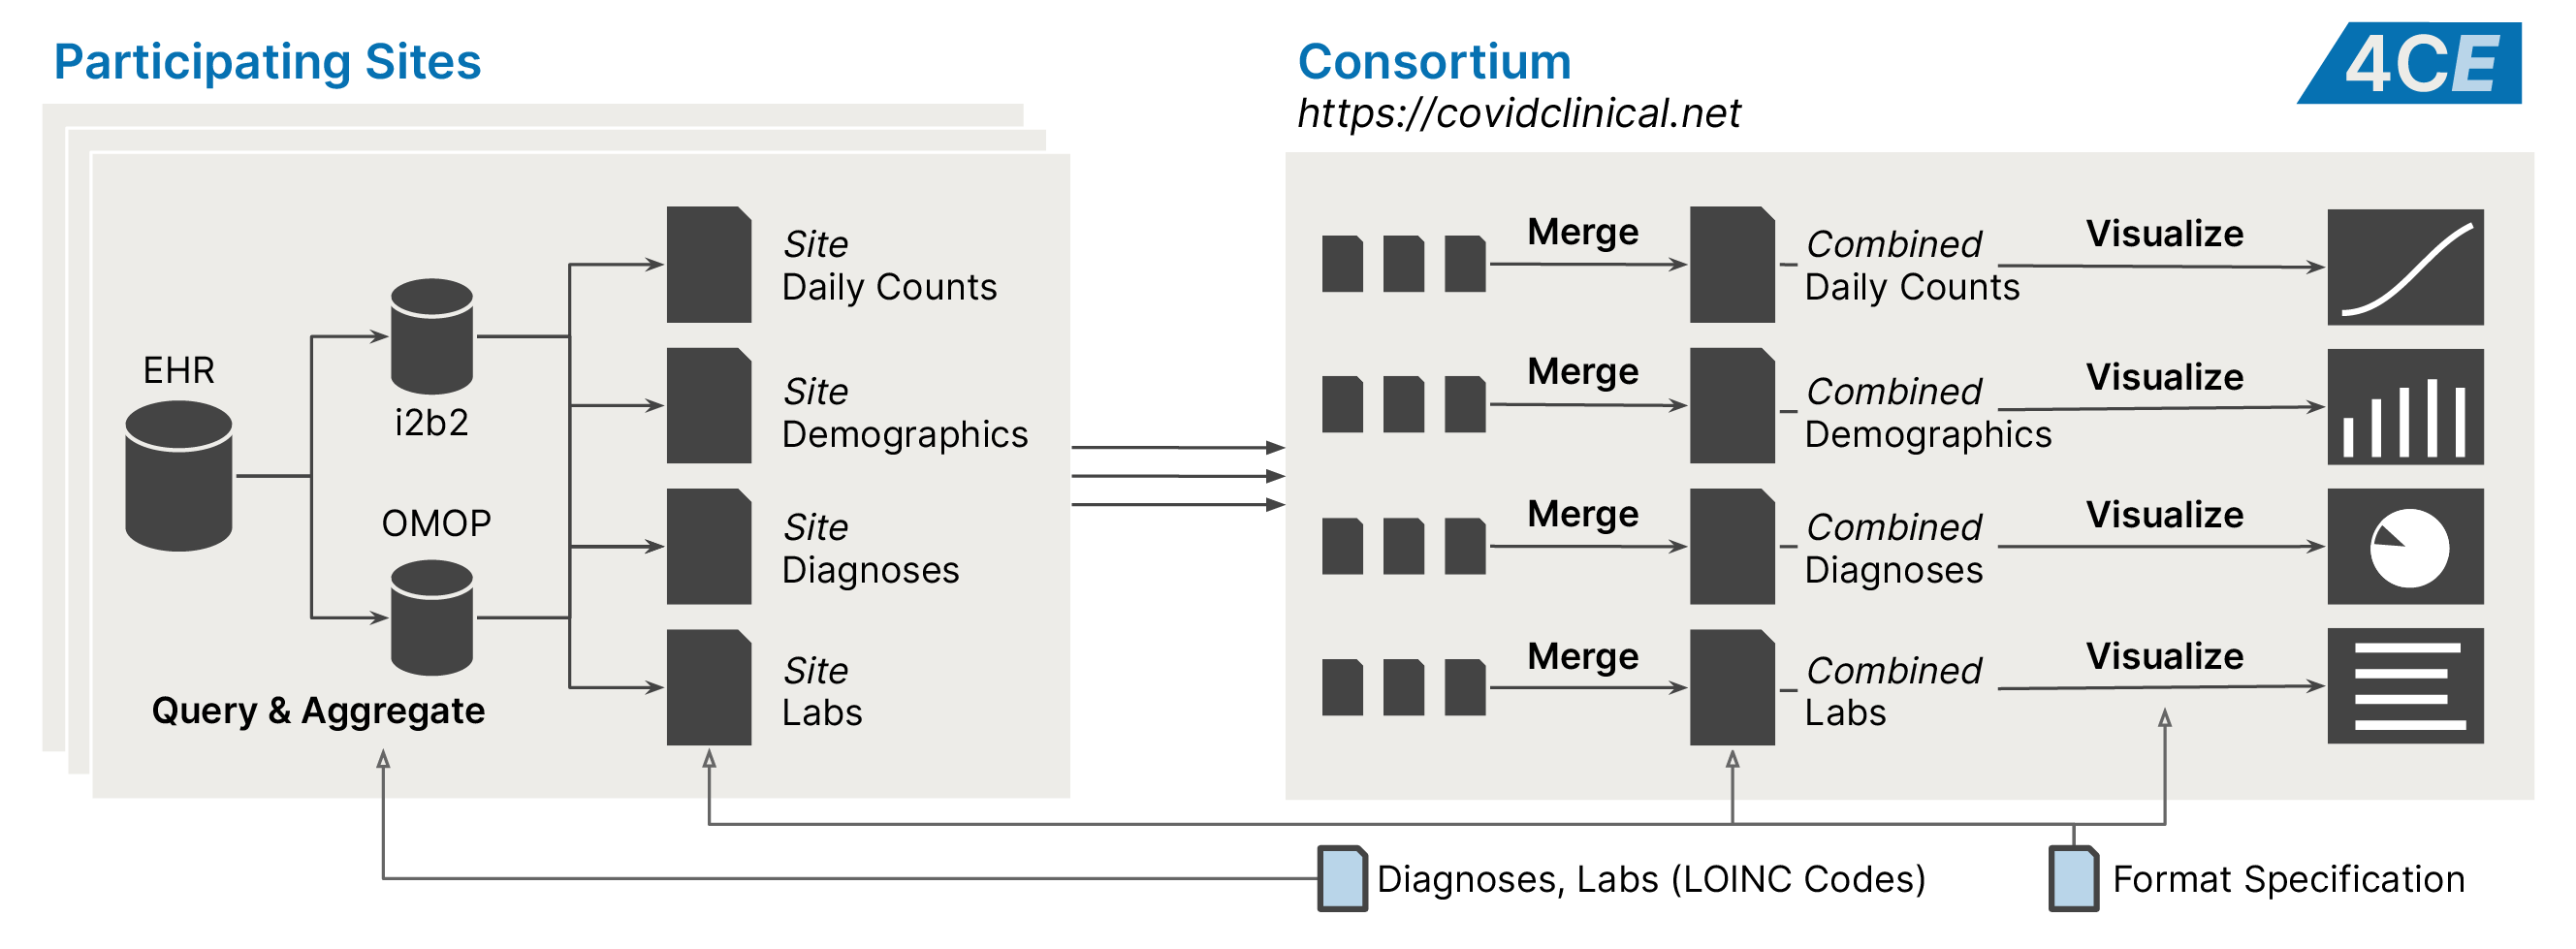 Participating Sites
EHR
i2b2
OMOP
Query & Aggregate
Site
Daily Counts
Site
Demographics
Site
Diagnoses
Site
Labs
Consortium
https://covidclinical.net
4CE
Merge
Combined
Daily Counts
Visualize
Merge
Combined
Demographics
Visualize
Merge
Combined
Diagnoses
Visualize
Merge
Combined
Labs
Visualize
Diagnoses, Labs (LOINC Codes)
Format Specification